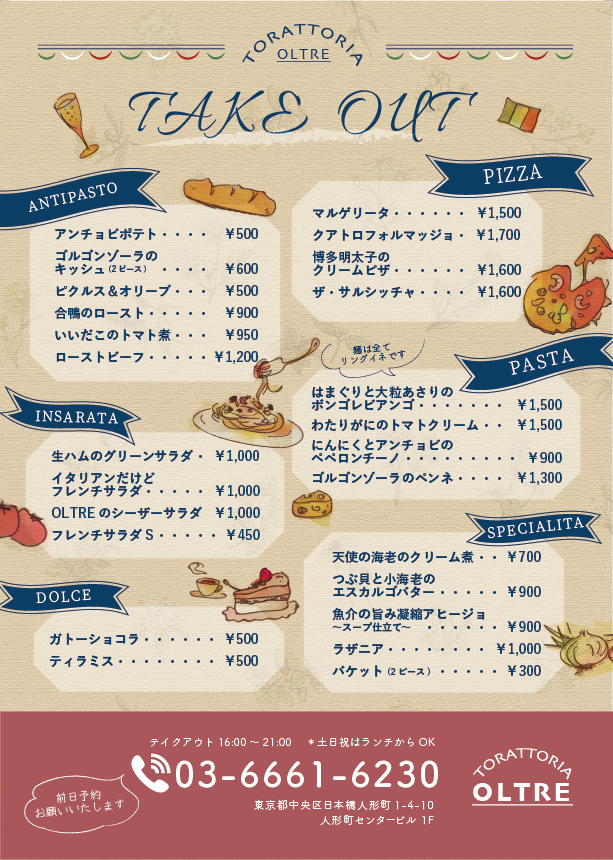 TORATTORIA
OLTRE
TAKE OUT
ANTIPASTO
アンチョビポテト・・・・ ¥500
ゴルゴンゾーラの
キッシュ(2ピース) ・・・・ ¥600
ピクルス&オリーブ・・・ ¥500
合鴨のロースト・・・・・ ¥900
いいだこのトマト煮・・・ ¥950
ローストビーフ・・・・・ ¥1,200
INSARATA
生ハムのグリーンサラダ・ ¥1,000
イタリアンだけど
フレンチサラダ・・・・・ ¥1,000
OLTREのシーザーサラダ ¥1,000
フレンチサラダS・・・・・ ¥450
DOLCE
ガトーショコラ・・・・・・ ¥500
ティラミス・・・・・・・・ ¥500
PIZZA
マルゲリータ・・・・・・ ¥1,500
クアトロフォルマッジョ・ ¥1,700
博多明太子の
クリームピザ・・・・・・ ¥1,600
ザ・サルシッチャ・・・・ ¥1,600
麺は全て
リングイネです
PASTA
はまぐりと大粒あさりの
ボンゴレビアンゴ・・・・・・・ ¥1,500
わたりがにのトマトクリーム・・ ¥1,500
にんにくとアンチョビの
ペペロンチーノ・・・・・・・・・ ¥900
ゴルゴンゾーラのペンネ・・・・ ¥1,300
SPECIALITA
天使の海老のクリーム煮・・ ¥700
つぶ貝と小海老の
エスカルゴバター・・・・・ ¥900
魚介の旨み凝縮アヒージョ
〜スープ仕立て〜 ・・・・・・・ ¥900
ラザニア・・・・・・・・ ¥1,000
バケット(2ピース)・・・・・ ¥300
テイクアウト 16:00〜21:00 *土日祝はランチからOK
03-6661-6230
前日予約
お願いいたします
東京都中央区日本橋人形町 1-4-10
人形町センタービル 1F
TORATTORIA
OLTRE